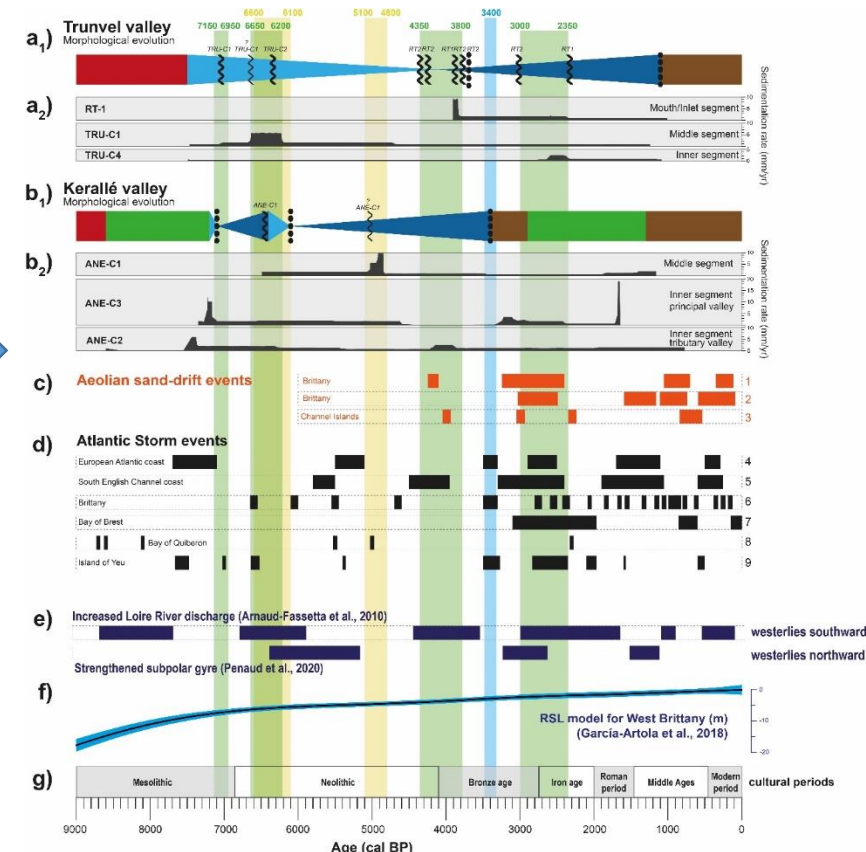 6600 6100 5100 4800 3400
7150 6950 6650 6200 4350 3800 3000 2350
a1) Trunvel valley
Morphological evolution
TRU-C1 ? TRU-C1 TRU-C2 RT2 RT2 RT1 RT2 RT2 RT2 RT1
a2)
RT-1 Mouth/Inlet segment
TRU-C1 Middle segment
TRU-C4 Inner segment
Sedimentation rate (mm/yr)
b1) Kerallé valley
Morphological evolution
ANE-C1 ? ANE-C1
b2)
ANE-C1 Middle segment
ANE-C3 Inner segment
principal valley
ANE-C2 Inner segment
tributary valley
Sedimentation rate (mm/yr)
c) Aeolian sand-drift events
Brittany 1
Brittany 2
Channel Islands 3
d) Atlantic Storm events
European Atlantic coast 4
South English Channel coast 5
Brittany 6
Bay of Brest 7
Bay of Quiberon 8
Island of Yeu 9
e) Increased Loire River discharge (Arnaud-Fassetta et al., 2010)
westerlies southward
westerlies northward
Strengthened subpolar gyre (Penaud et al., 2020)
f)
RSL model for West Brittany (m)
(García-Artola et al., 2018)
0
-10
-20
g) Mesolithic Neolithic Bronze age Iron age Roman period Middle Ages Modern period cultural periods
9000 8000 7000 6000 5000 4000 3000 2000 1000 0
Age (cal BP)